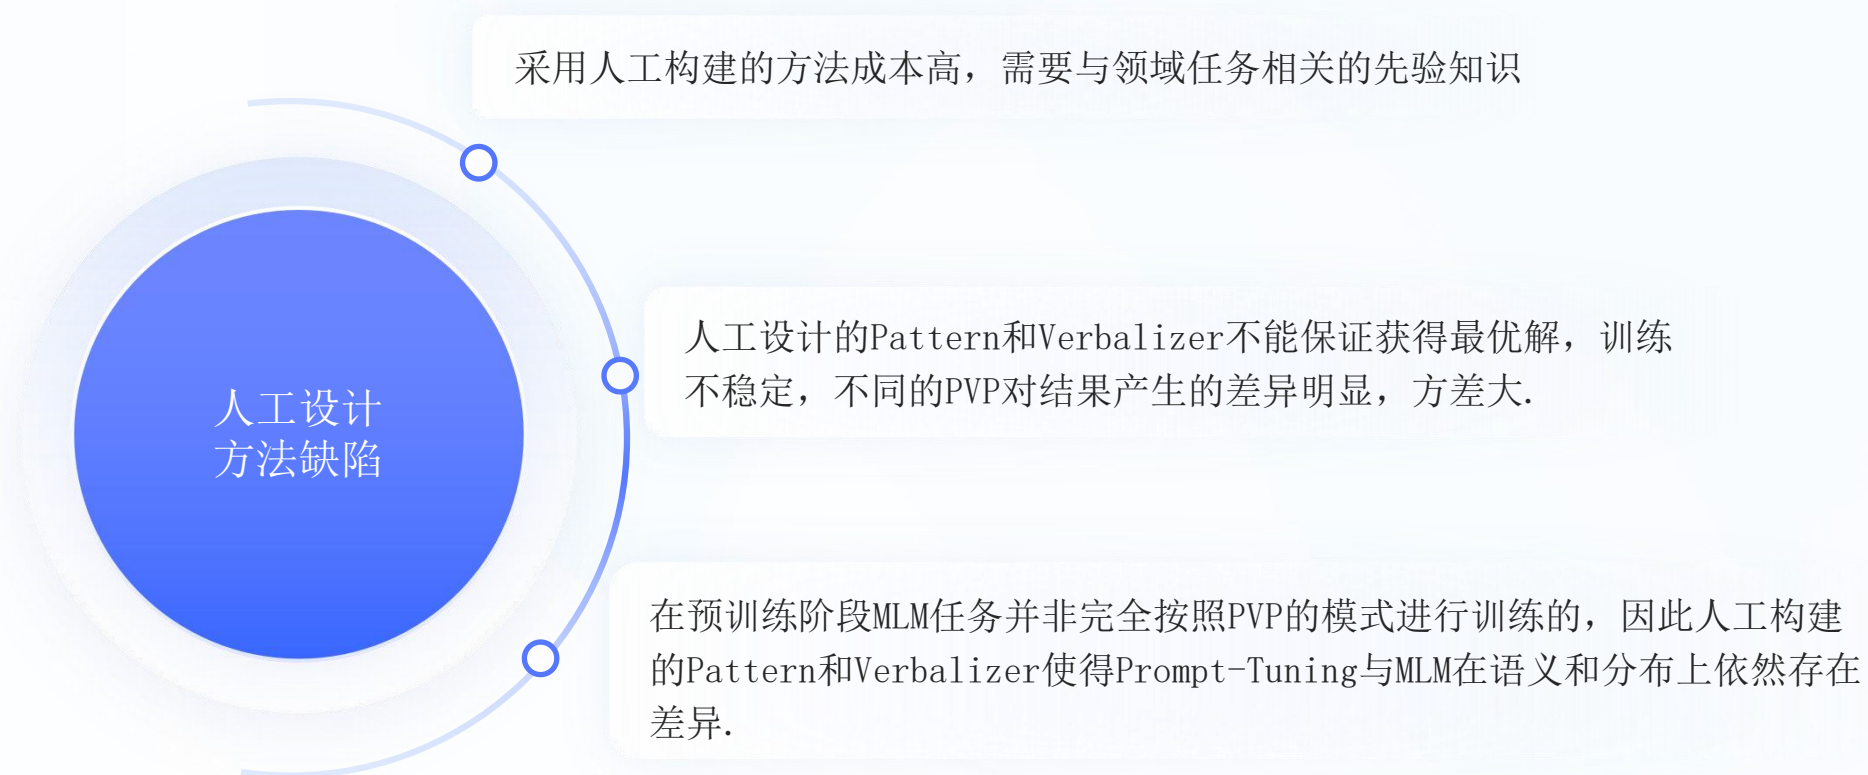 采用人工构建的方法成本高，需要与领域任务相关的先验知识
人工设计
方法缺陷
人工设计的Pattern和Verbalizer不能保证获得最优解，训练
不稳定，不同的PVP对结果产生的差异明显，方差大.
在预训练阶段MLM任务并非完全按照PVP的模式进行训练的，因此人工构建
的Pattern和Verbalizer使得Prompt-Tuning与MLM在语义和分布上依然存在
差异.